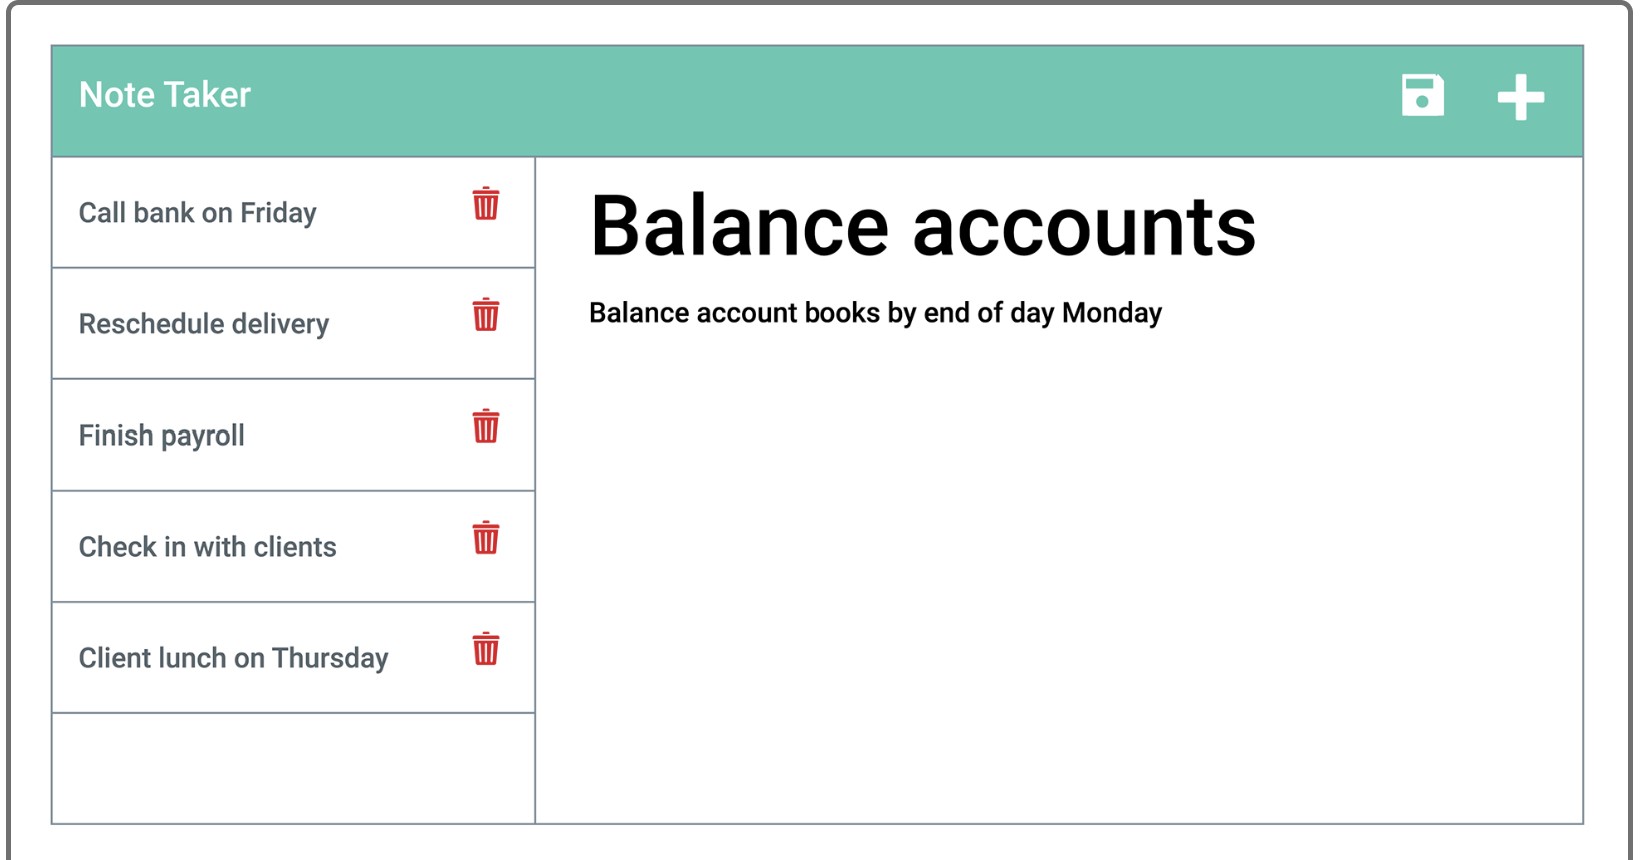 Note Taker
Call bank on Friday
Reschedule delivery
Finish payroll
Check in with clients
Client lunch on Thursday
Balance accounts
Balance account books by end of day Monday